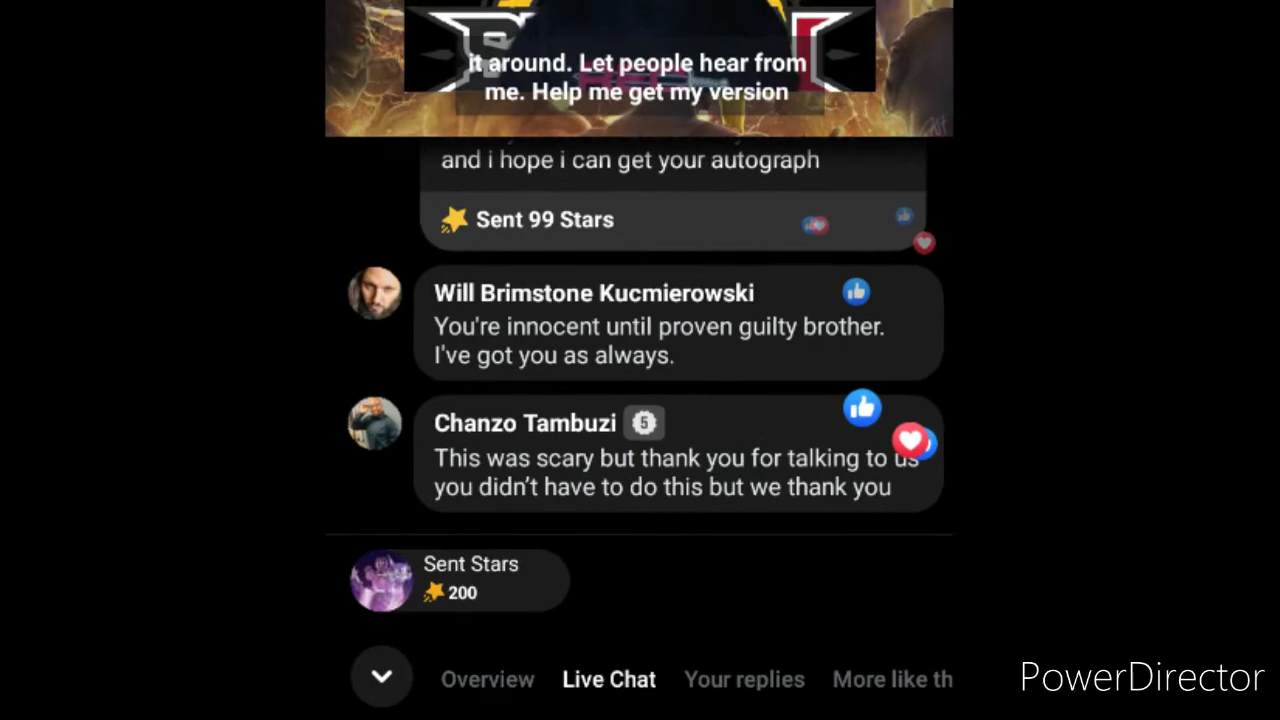 it around. Let people hear from
me. Help me get my version
and i hope i can get your autograph
Sent 99 Stars
Will Brimstone Kucmierowski
You're innocent until proven guilty brother.
I've got you as always.
Chanzo Tambuzi 5
This was scary but thank you for talking to us
you didn't have to do this but we thank you
Sent Stars
200
Overview Live Chat Your replies More like th
PowerDirector